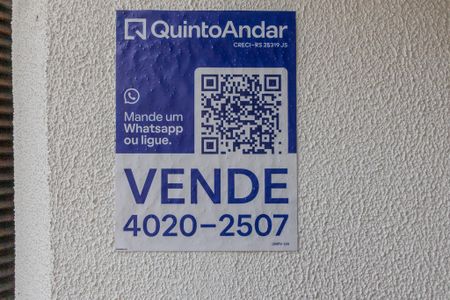 QuintoAndar
CRECI-RS 25319 JS
Mande um
Whatsapp
ou ligue.
VENDE
4020-2507